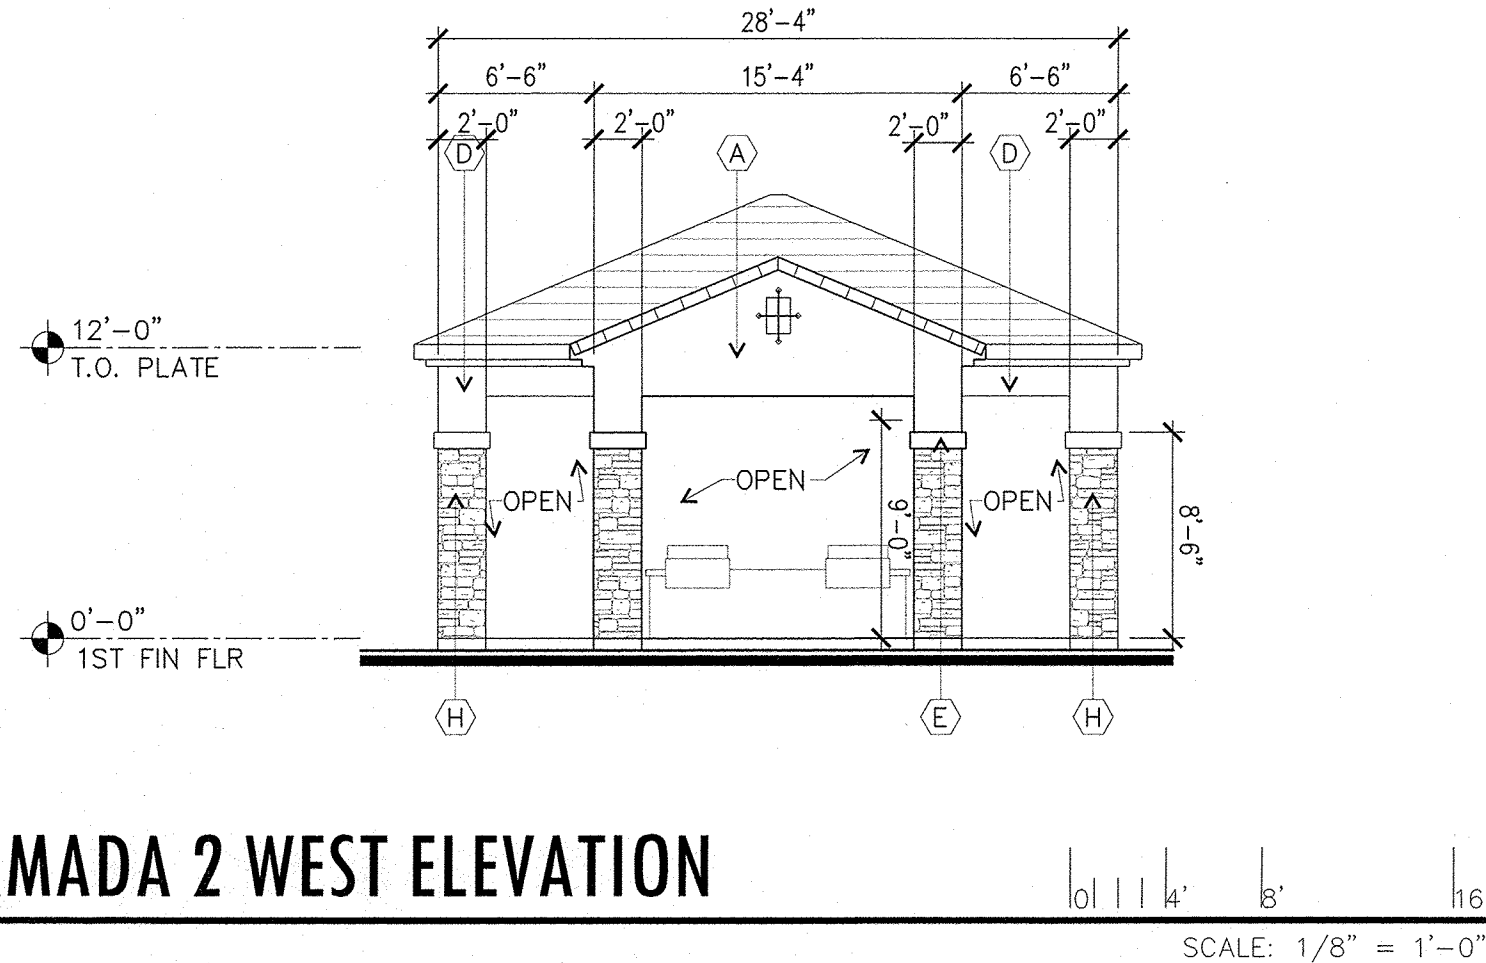 28'-4"
6'-6" 15'-4" 6'-6"
2'-0" 2'-0" 2'-0" 2'-0"
D A D
12'-0"
T.O. PLATE
OPEN OPEN OPEN
9'-0"
8'-6"
0'-0"
1ST FIN FLR
H E H
MADA 2 WEST ELEVATION
0 4' 8' 16
SCALE: 1/8" = 1'-0"